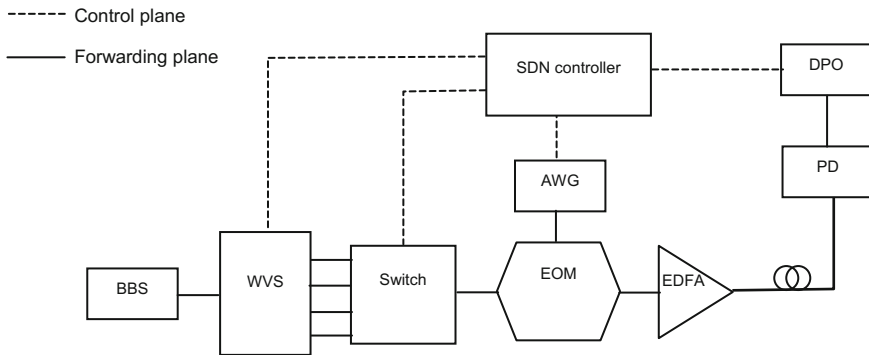 Control plane
Forwarding plane
SDN controller
DPO
AWG
PD
BBS
WVS
Switch
EOM
EDFA